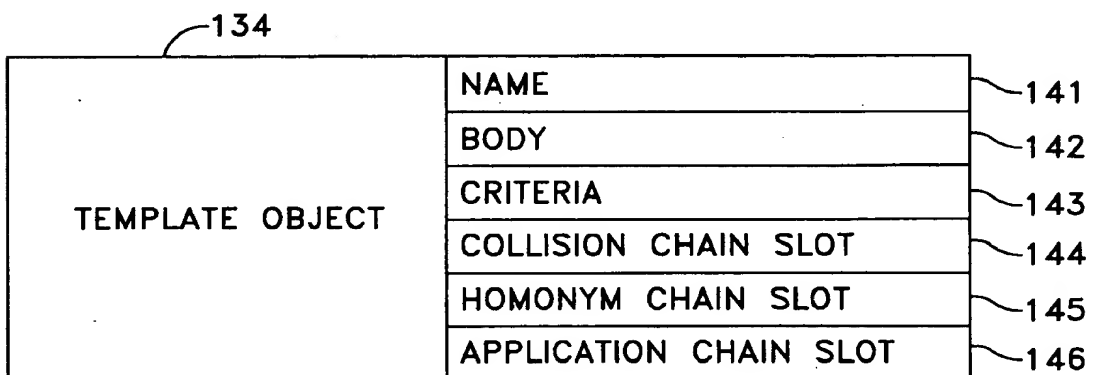 134
NAME 141
BODY 142
CRITERIA 143
TEMPLATE OBJECT
COLLISION CHAIN SLOT 144
HOMONYM CHAIN SLOT 145
APPLICATION CHAIN SLOT 146